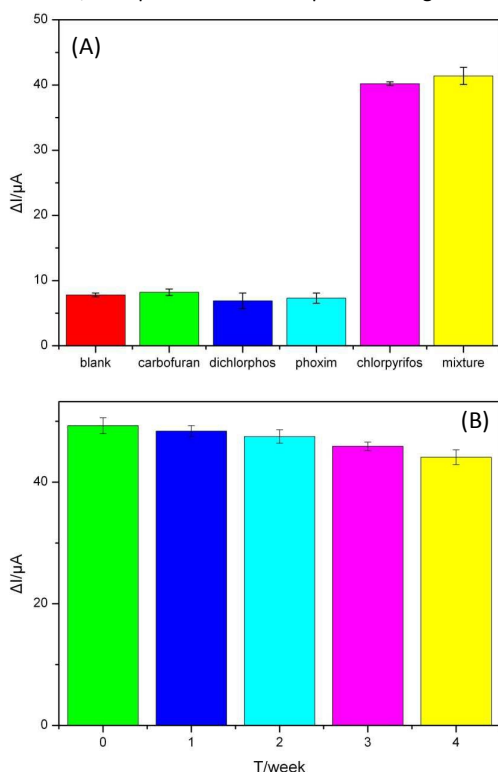 (A)
50
40
30
20
10
0
ΔI/μA
blank carbofuran dichlorphos phoxim chlorpyrifos mixture
(B)
40
20
0
ΔI/μA
0 1 2 3 4
T/week